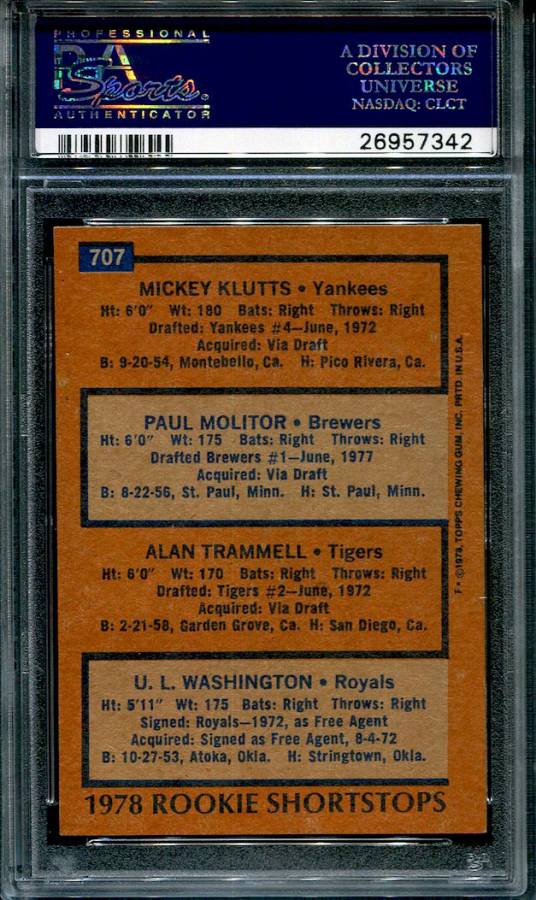 PROFESSIONAL
PSA
Sports.
AUTHENTICATOR
A DIVISION OF
COLLECTORS
UNIVERSE
NASDAQ: CLCT
26957342
707
MICKEY KLUTTS • Yankees
Ht: 6'0" Wt: 180 Bats: Right Throws: Right
Drafted: Yankees #4—June, 1972
Acquired: Via Draft
B: 9-20-54, Montebello, Ca. H: Pico Rivera, Ca.
PAUL MOLITOR • Brewers
Ht: 6'0" Wt: 175 Bats: Right Throws: Right
Drafted Brewers #1—June, 1977
Acquired: Via Draft
B: 8-22-56, St. Paul, Minn. H: St. Paul, Minn.
ALAN TRAMMELL • Tigers
Ht: 6'0" Wt: 170 Bats: Right Throws: Right
Drafted: Tigers #2—June, 1972
Acquired: Via Draft
B: 2-21-58, Garden Grove, Ca. H: San Diego, Ca.
U. L. WASHINGTON • Royals
Ht: 5'11" Wt: 175 Bats: Right Throws: Right
Signed: Royals—1972, as Free Agent
Acquired: Signed as Free Agent, 8-4-72
B: 10-27-53, Atoka, Okla. H: Stringtown, Okla.
1978 ROOKIE SHORTSTOPS
F* ©1978, TOPPS CHEWING GUM, INC. PRTD. IN U.S.A.